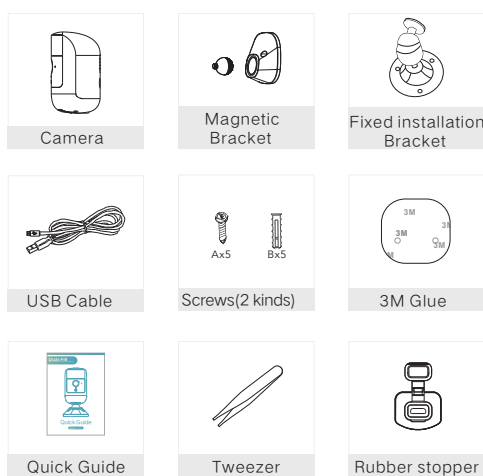 Camera
Magnetic
Bracket
Fixed installation
Bracket
Ax5
Bx5
3M
3M
3M
USB Cable
Screws(2 kinds)
3M Glue
Quick Guide
Quick Guide
Tweezer
Rubber stopper